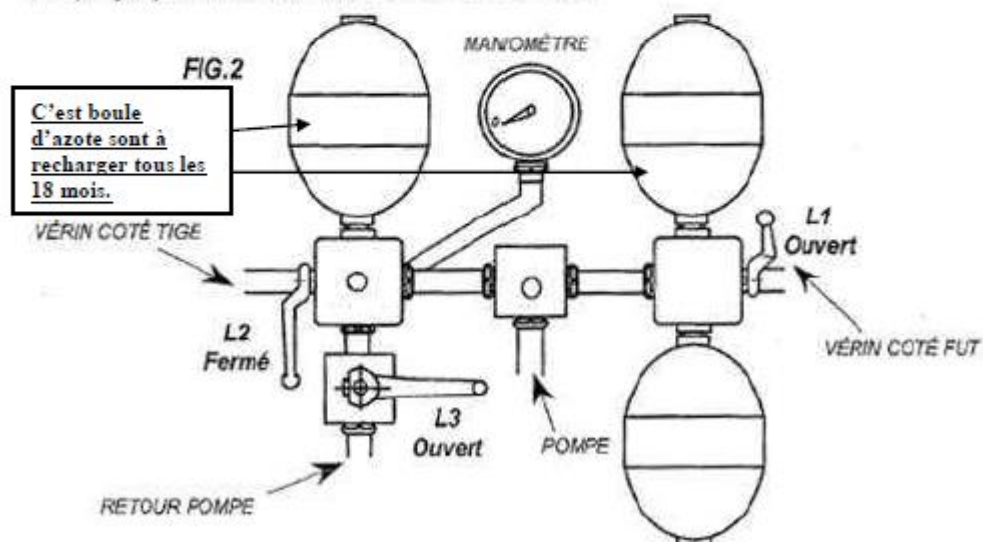 MANOMÈTRE
FIG.2
C'est boule
d'azote sont à
recharger tous les
18 mois.
0
VÉRIN COTÉ TIGE
L1
Ouvert
L2
Fermé
VÉRIN COTÉ FUT
L3
Ouvert
POMPE
RETOUR POMPE